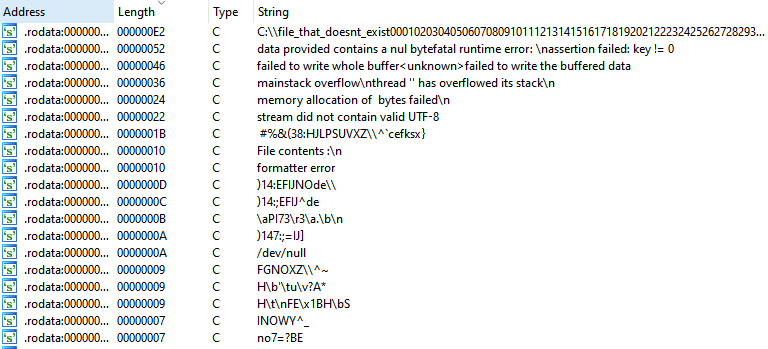 Address Length Type String
.rodata:000000... 000000E2 C C:\\file_that_doesnt_exist0001020304050607080910111213141516171819202122232425262728293...
.rodata:000000... 00000052 C data provided contains a nul bytefatal runtime error: \nassertion failed: key != 0
.rodata:000000... 00000046 C failed to write whole buffer<unknown>failed to write the buffered data
.rodata:000000... 00000036 C mainstack overflow\nthread '' has overflowed its stack\n
.rodata:000000... 00000024 C memory allocation of  bytes failed\n
.rodata:000000... 00000022 C stream did not contain valid UTF-8
.rodata:000000... 0000001B C  #%&(38:HJLPSUVXZ\\^`cefksx}
.rodata:000000... 00000010 C File contents :\n
.rodata:000000... 00000010 C formatter error
.rodata:000000... 0000000D C )14:EFIJNOde\\
.rodata:000000... 0000000C C )14:;EFIJ^de
.rodata:000000... 0000000B C \aPI73\r3\a.\b\n
.rodata:000000... 0000000A C )147:;=IJ]
.rodata:000000... 0000000A C /dev/null
.rodata:000000... 00000009 C FGNOXZ\\^~
.rodata:000000... 00000009 C H\b'\tu\v?A*
.rodata:000000... 00000009 C H\t\nFE\x1BH\bS
.rodata:000000... 00000007 C INOWY^_
.rodata:000000... 00000007 C no7=?BE